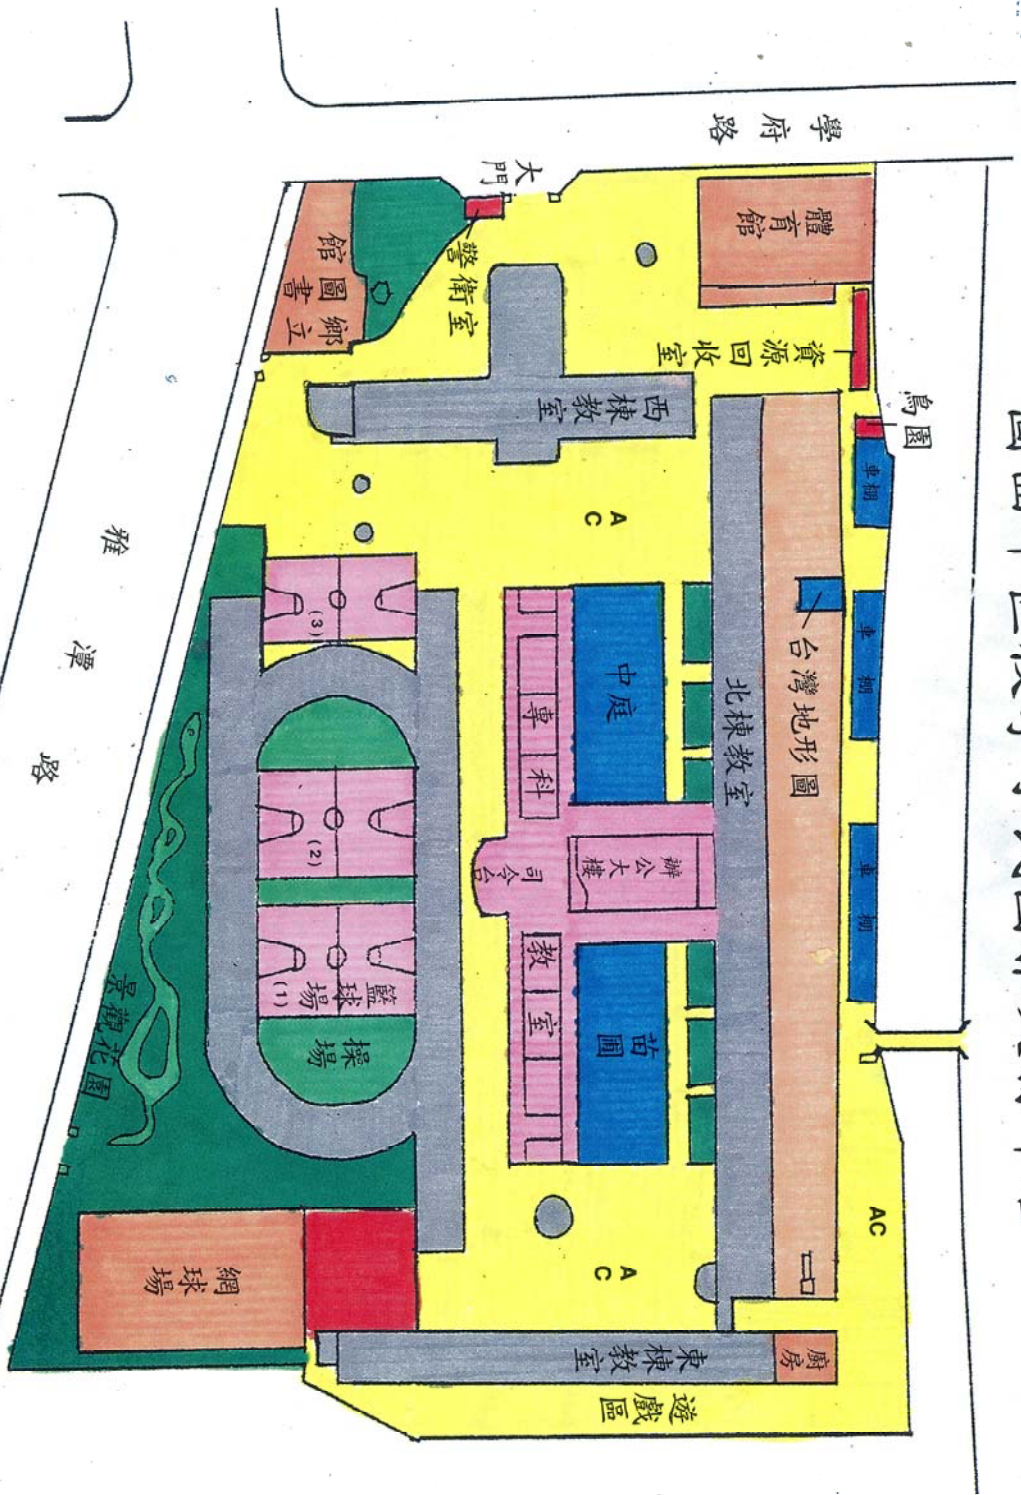 學府路
大門
體育館
警衛室
鄉立圖書館
資源回收室
鳥園
西棟教室
車棚
AC
車棚
台灣地形圖
北棟教室
中庭
專科教室
辦公大樓
司令台
車棚
苗圃
(3)
(2)
籃球場(1)
操場
雅潭路
景觀花園
AC
AC
網球場
東棟教室
廚房
遊戲區